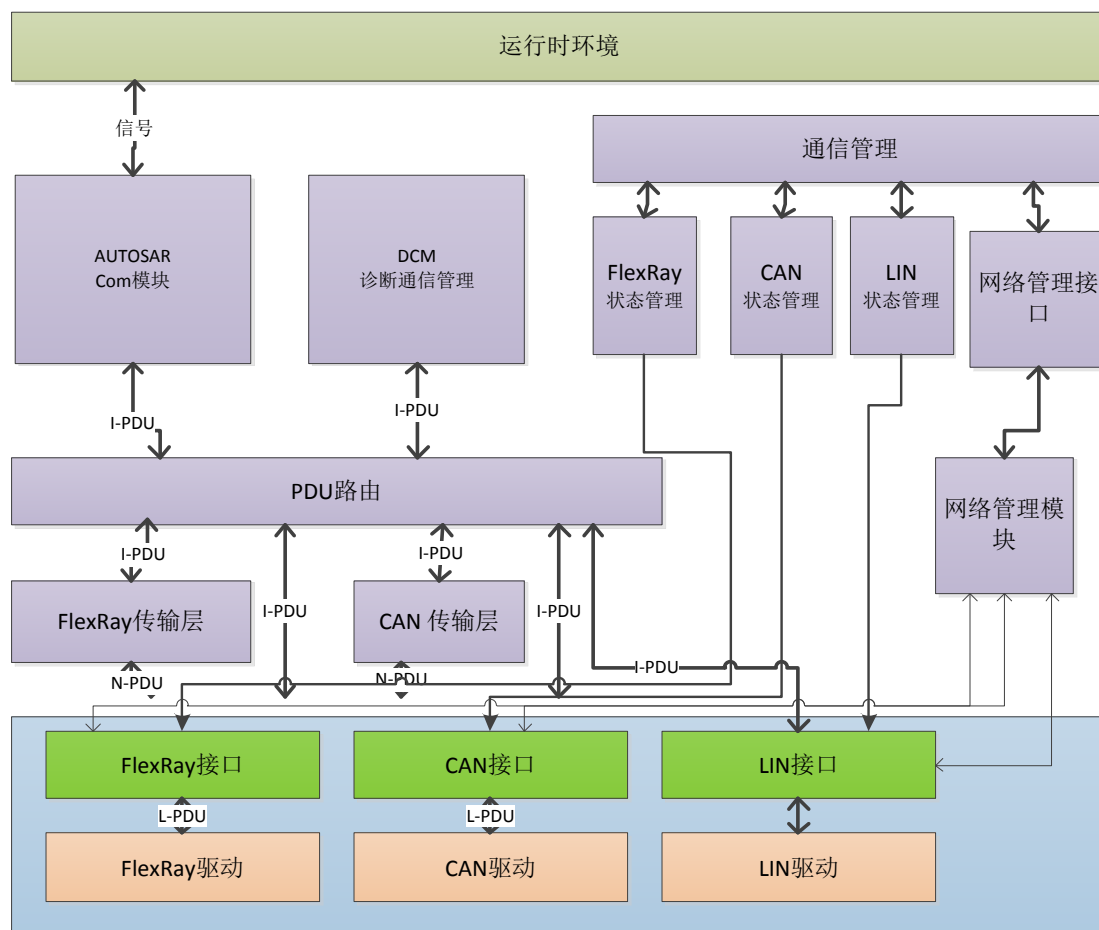 运行时环境
信号
通信管理
AUTOSAR
Com模块
DCM
诊断通信管理
FlexRay
状态管理
CAN
状态管理
LIN
状态管理
网络管理接
口
I-PDU
I-PDU
PDU路由
网络管理模
块
I-PDU
I-PDU
FlexRay传输层
I-PDU
CAN 传输层
I-PDU
I-PDU
N-PDU
N-PDU
FlexRay接口
CAN接口
LIN接口
L-PDU
L-PDU
FlexRay驱动
CAN驱动
LIN驱动